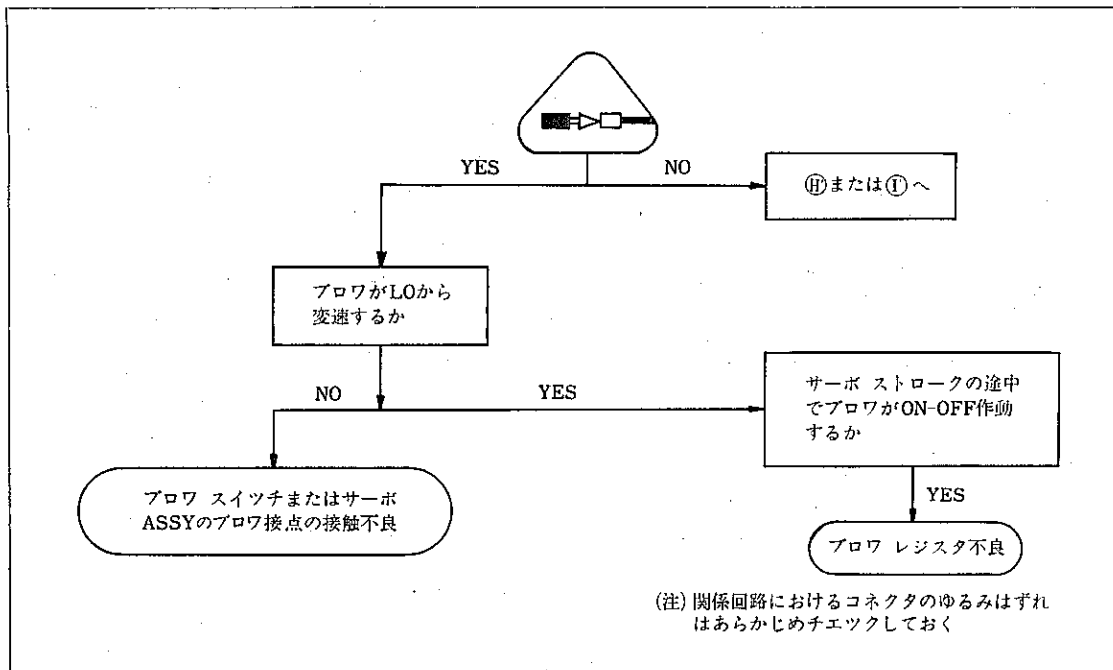 YES
NO
Ⓗまたは Ⓘ へ
ブロワがLOから
変速するか
NO
YES
サーボ ストロークの途中
でブロワがON-OFF作動
するか
ブロワ スイツチまたはサーボ
ASSYのブロワ接点の接触不良
YES
ブロワ レジスタ不良
(注) 関係回路におけるコネクタのゆるみはずれ
はあらかじめチエツクしておく